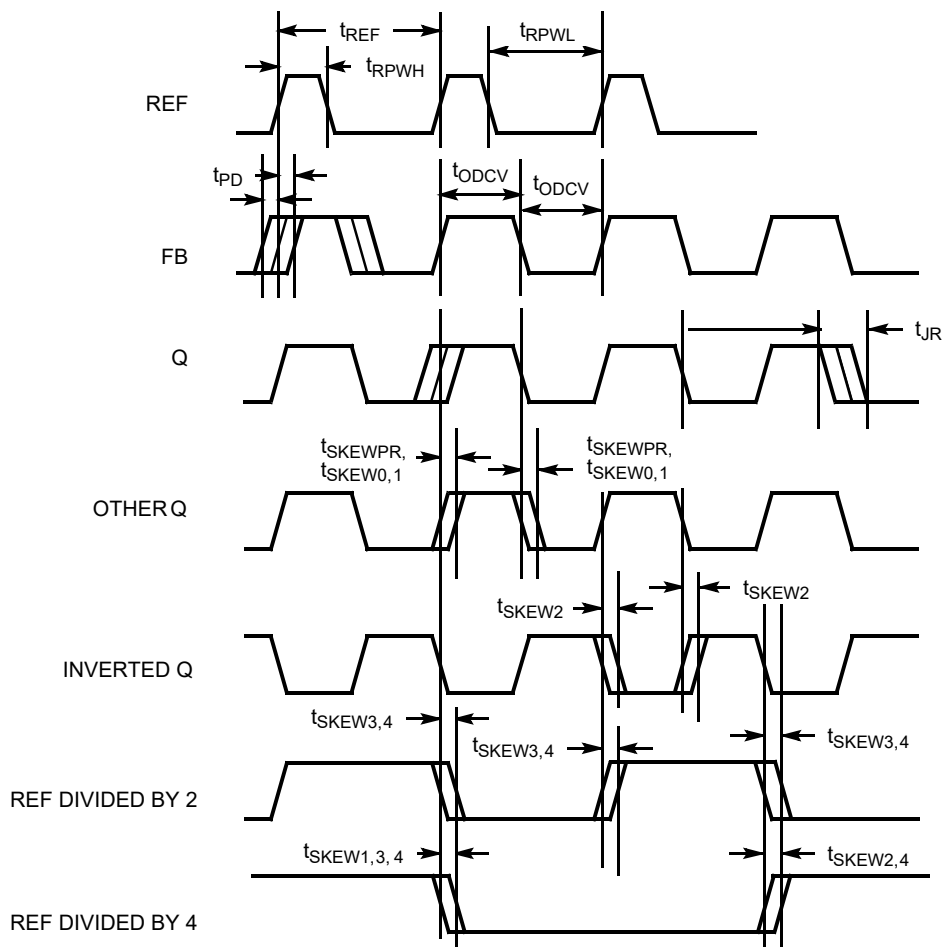 tREF
tRPWL
tRPWH
REF
tPD
tODCV
tODCV
FB
tJR
Q
tSKEWPR,
tSKEW0,1
tSKEWPR,
tSKEW0,1
OTHER Q
tSKEW2
tSKEW2
INVERTED Q
tSKEW3,4
tSKEW3,4
tSKEW3,4
REF DIVIDED BY 2
tSKEW1,3, 4
tSKEW2,4
REF DIVIDED BY 4